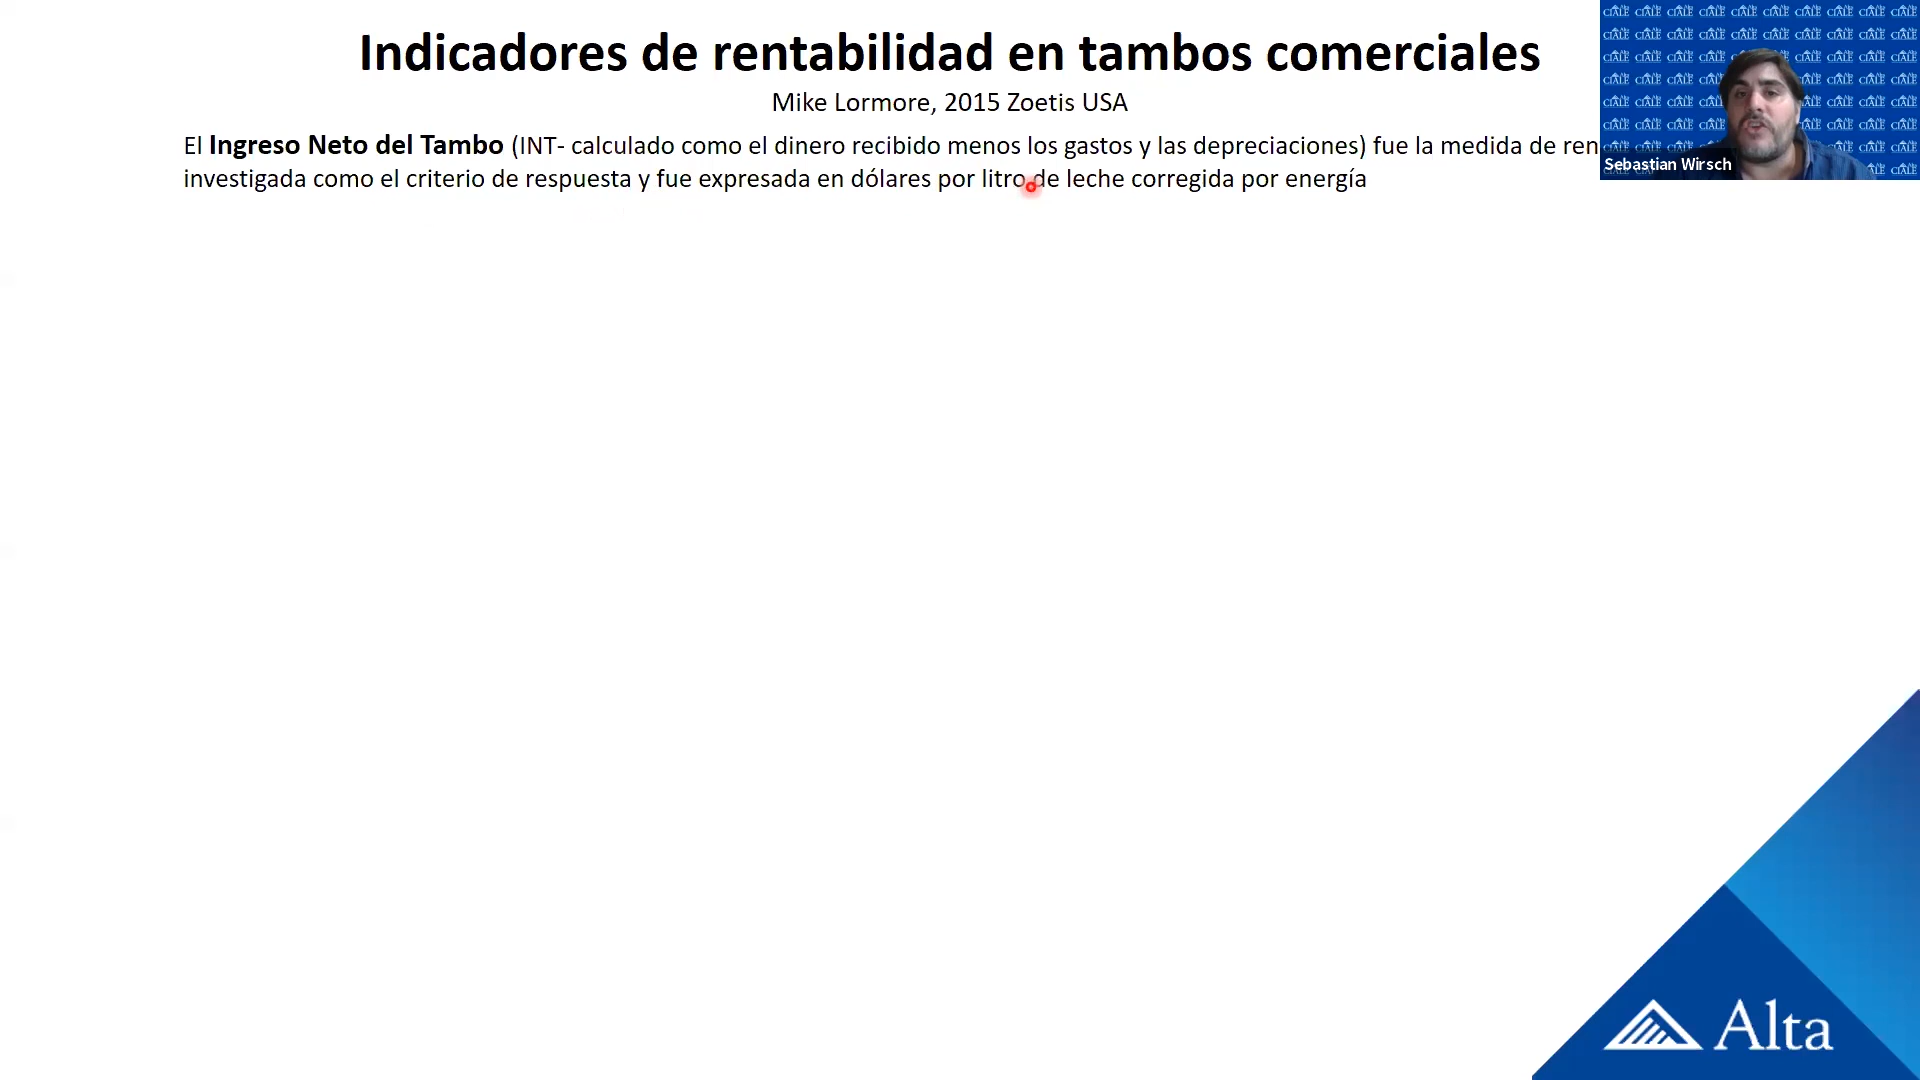 Indicadores de rentabilidad en tambos comerciales
Mike Lormore, 2015 Zoetis USA
El Ingreso Neto del Tambo (INT- calculado como el dinero recibido menos los gastos y las depreciaciones) fue la medida de ren
investigada como el criterio de respuesta y fue expresada en dólares por litro de leche corregida por energía
Sebastian Wirsch
Alta